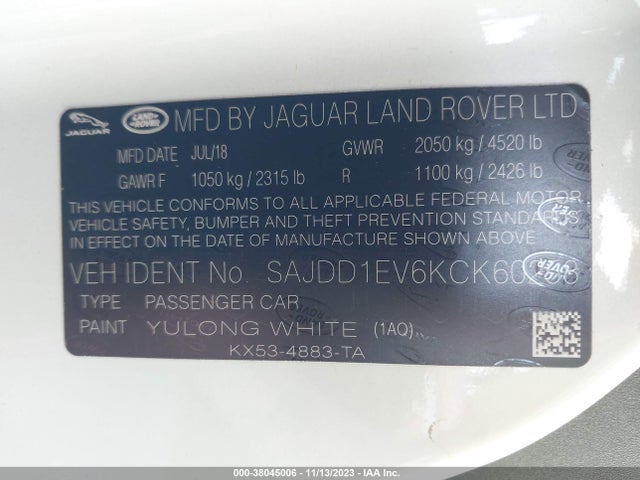 JAGUAR LAND ROVER MFD BY JAGUAR LAND ROVER LTD
MFD DATE JUL/18 GVWR 2050 kg / 4520 lb
GAWR F 1050 kg / 2315 lb R 1100 kg / 2426 lb
THIS VEHICLE CONFORMS TO ALL APPLICABLE FEDERAL MOTOR
VEHICLE SAFETY, BUMPER AND THEFT PREVENTION STANDARDS
IN EFFECT ON THE DATE OF MANUFACTURE SHOWN ABOVE
VEH IDENT No.
TYPE PASSENGER CAR
PAINT YULONG WHITE (1AQ)
KX53-4883-TA
000-38045006 - 11/13/2023 - IAA Inc.